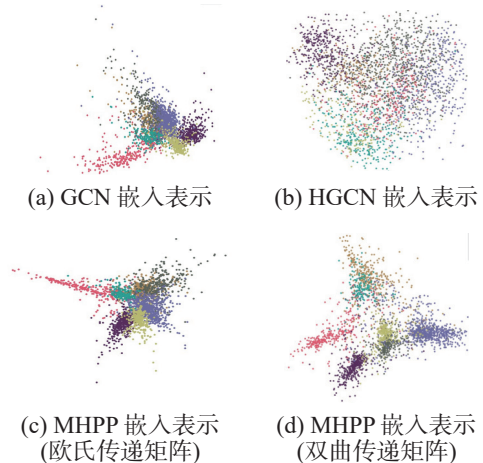 (a) GCN 嵌入表示
(b) HGCN 嵌入表示
(c) MHPP 嵌入表示
(欧氏传递矩阵)
(d) MHPP 嵌入表示
(双曲传递矩阵)